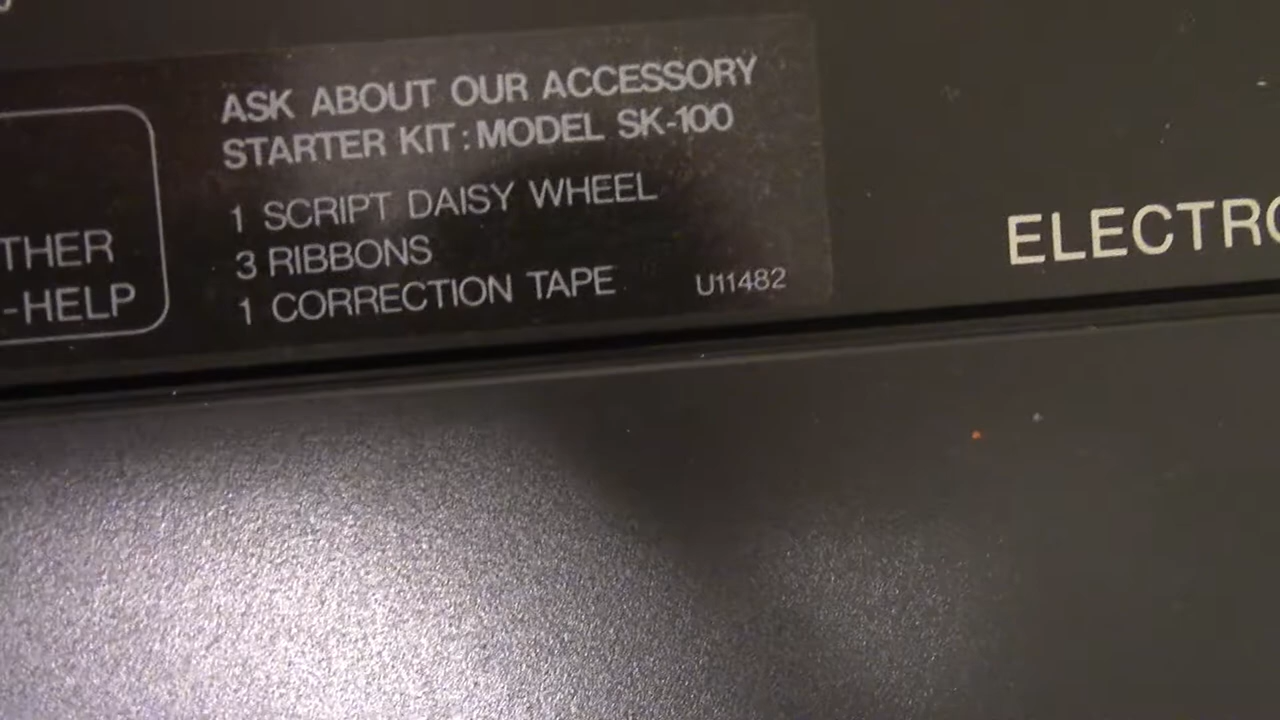 ASK ABOUT OUR ACCESSORY
STARTER KIT: MODEL SK-100
1 SCRIPT DAISY WHEEL
3 RIBBONS
1 CORRECTION TAPE
U11482
THER
-HELP
ELECTRO